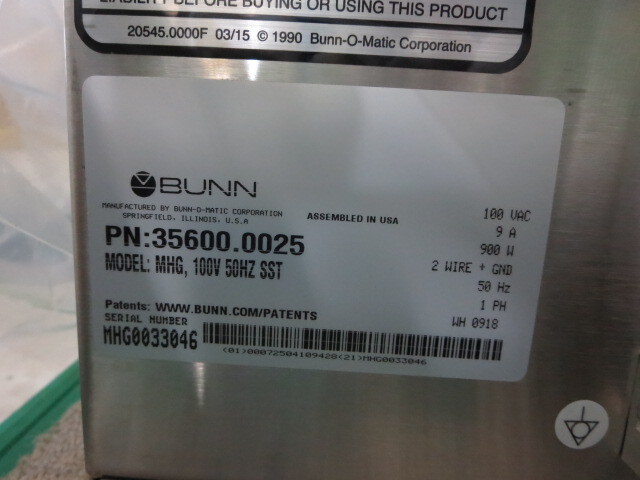 BEFORE BUYING OR USING THIS PRODUCT
20545.0000F 03/15 © 1990 Bunn-O-Matic Corporation
BUNN
MANUFACTURED BY BUNN-O-MATIC CORPORATION
SPRINGFIELD, ILLINOIS, U.S.A
ASSEMBLED IN USA
PN:35600.0025
MODEL: MHG, 100V 50HZ SST
100 VAC
9 A
900 W
2 WIRE + GND
50 Hz
1 PH
WH 0918
Patents: WWW.BUNN.COM/PATENTS
SERIAL NUMBER
MHG0033046
(01)00072504109428(21)MHG0033046